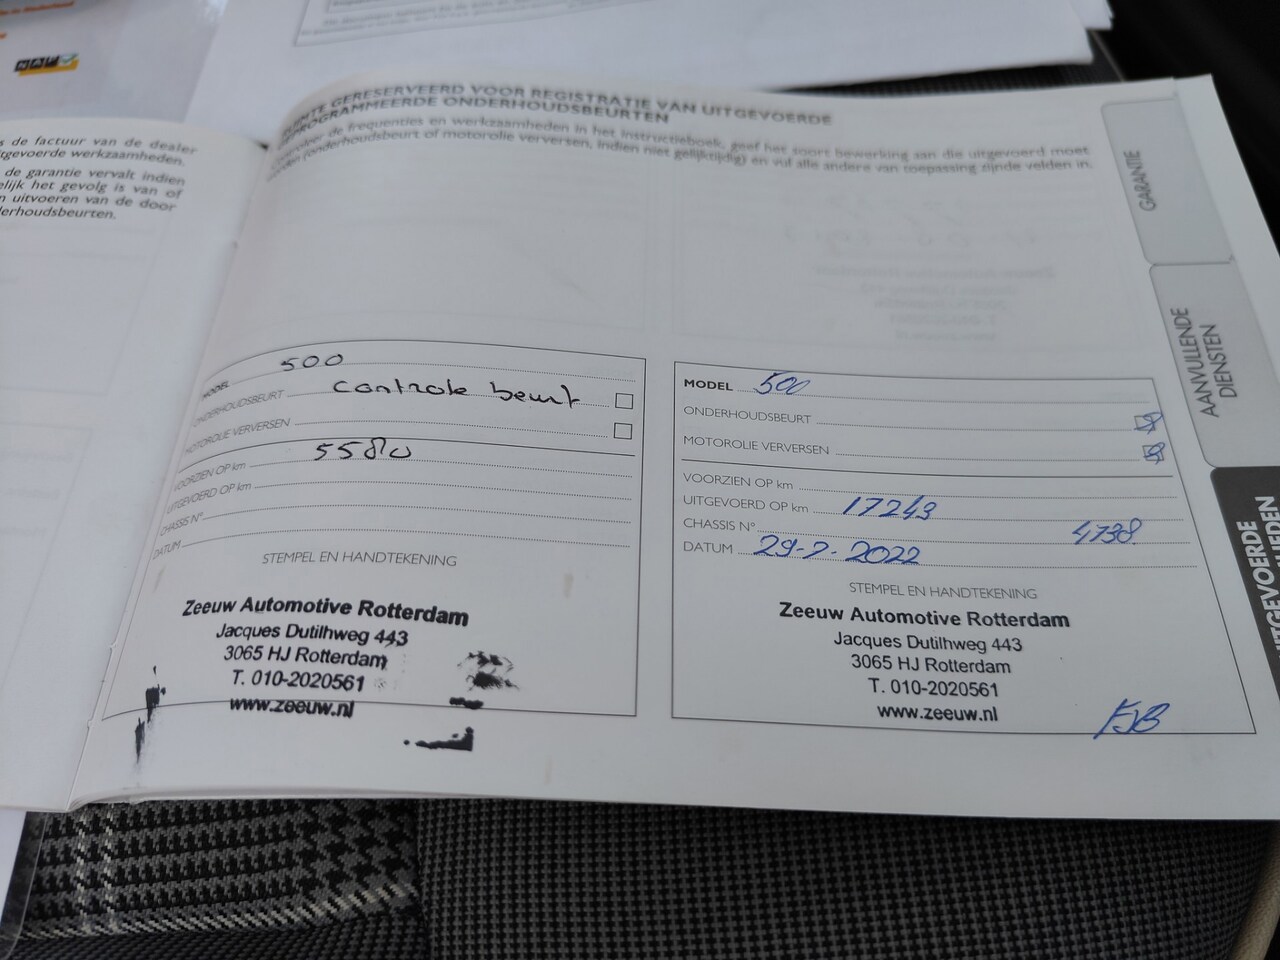 s de factuur van de dealer
tgevoerde werkzaamheden.
de garantie vervalt indien
elijk het gevolg is van of
n uitvoeren van de door
derhoudsbeurten.
RUIMTE GERESERVEERD VOOR REGISTRATIE VAN UITGEVOERDE
GEPROGRAMMEERDE ONDERHOUDSBEURTEN
de frequenties en werkzaamheden in het instructieboek, geef het soort bewerking aan die uitgevoerd moet
(onderhoudsbeurt of motorolie verversen, indien niet gelijktijdig) en vul alle andere van toepassing zijnde velden in.
MODEL 500
ONDERHOUDSBEURT controle beurt
MOTOROLIE VERVERSEN
VOORZIEN OP km 5580
UITGEVOERD OP km
CHASSIS N°
DATUM
STEMPEL EN HANDTEKENING
Zeeuw Automotive Rotterdam
Jacques Dutilhweg 443
3065 HJ Rotterdam
T. 010-2020561
www.zeeuw.nl
MODEL 500
ONDERHOUDSBEURT
MOTOROLIE VERVERSEN
VOORZIEN OP km
UITGEVOERD OP km 17243
CHASSIS N° 4738
DATUM 29-2-2022
STEMPEL EN HANDTEKENING
Zeeuw Automotive Rotterdam
Jacques Dutilhweg 443
3065 HJ Rotterdam
T. 010-2020561
www.zeeuw.nl
GARANTIE
AANVULLENDE
DIENSTEN
UITGEVOERDE